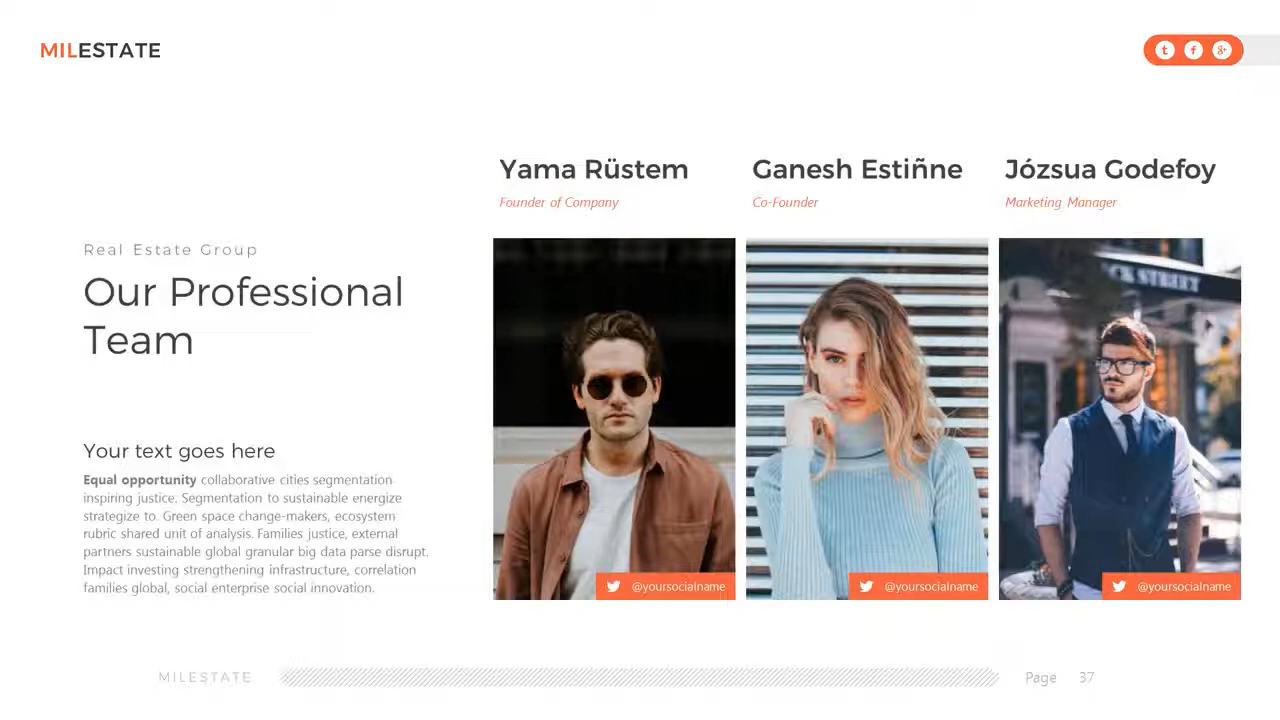 MILESTATE
t f g+
Yama Rüstem
Founder of Company
Ganesh Estiñne
Co-Founder
Józsua Godefoy
Marketing Manager
Real Estate Group
Our Professional
Team
Your text goes here
Equal opportunity collaborative cities segmentation
inspiring justice. Segmentation to sustainable energize
strategize to. Green space change-makers, ecosystem
rubric shared unit of analysis. Families justice, external
partners sustainable global granular big data parse disrupt.
Impact investing strengthening infrastructure, correlation
families global, social enterprise social innovation.
CK STREET
@yoursocialname
@yoursocialname
@yoursocialname
MILESTATE
Page 37